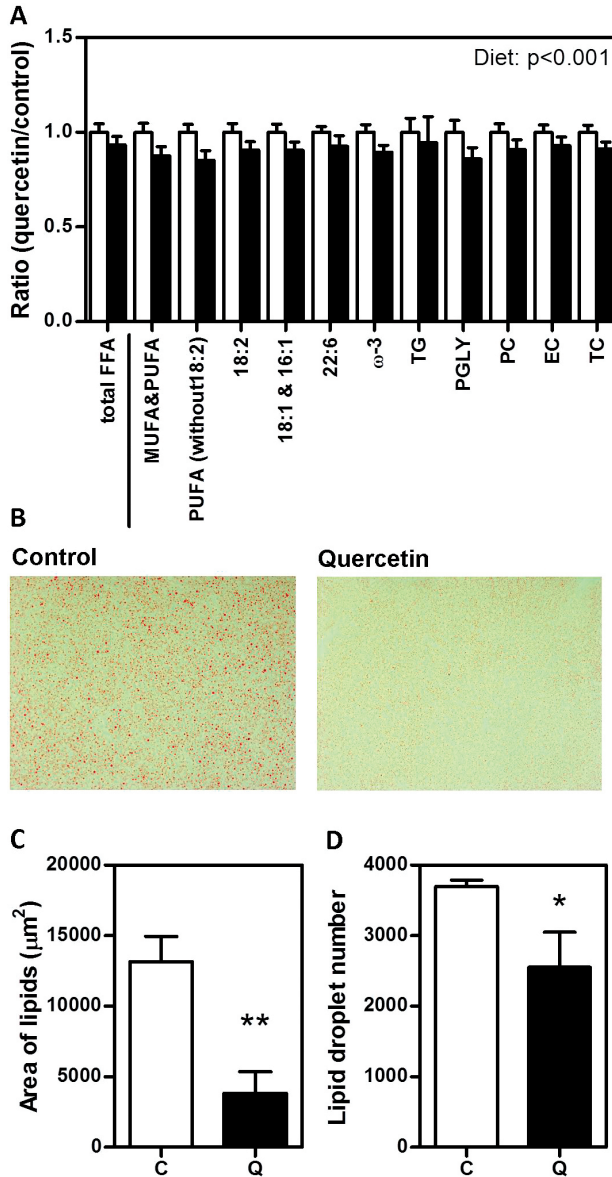 A
Ratio (quercetin/control)
1.5
1.0
0.5
0.0
Diet: p<0.001
total FFA
MUFA&PUFA
PUFA (without18:2)
18:2
18:1 & 16:1
22:6
ω-3
TG
PGLY
PC
EC
TC
B
Control
Quercetin
C
Area of lipids (μm²)
20000
15000
10000
5000
0
**
C
Q
D
Lipid droplet number
4000
3000
2000
1000
0
*
C
Q